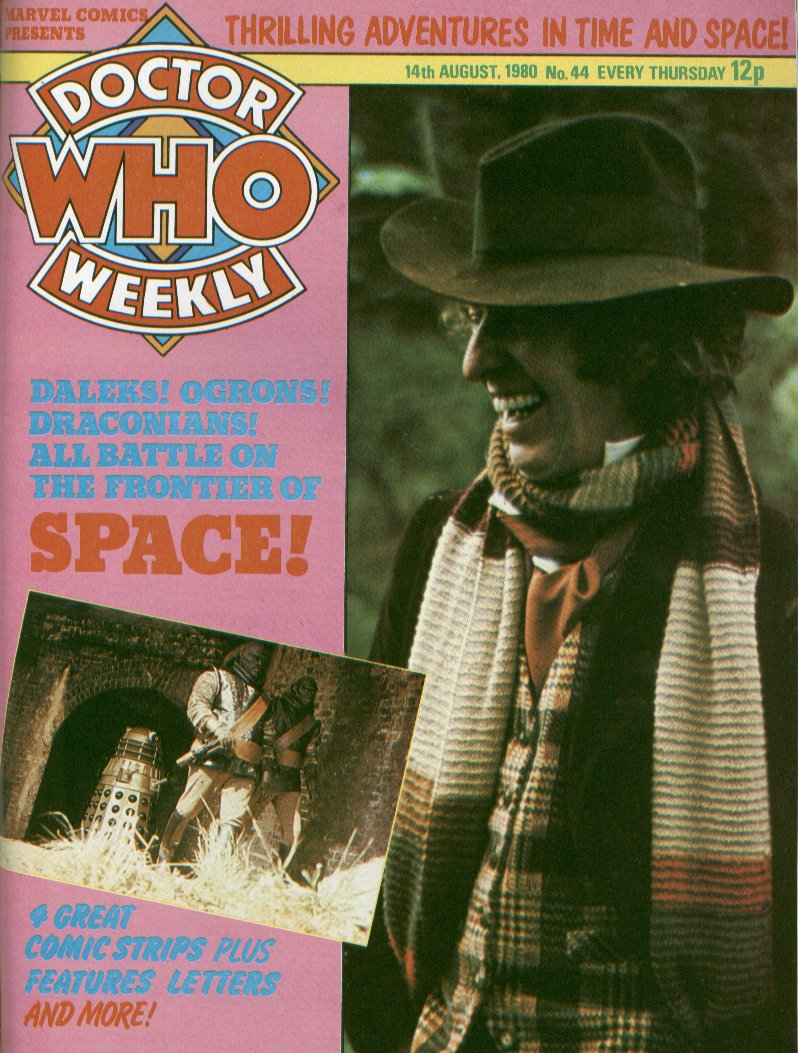 MARVEL COMICS
PRESENTS
THRILLING ADVENTURES IN TIME AND SPACE!
14th AUGUST, 1980 No. 44 EVERY THURSDAY 12p
DOCTOR
WHO
WEEKLY
DALEKS! OGRONS!
DRACONIANS!
ALL BATTLE ON
THE FRONTIER OF
SPACE!
4 GREAT
COMIC STRIPS PLUS
FEATURES LETTERS
AND MORE!